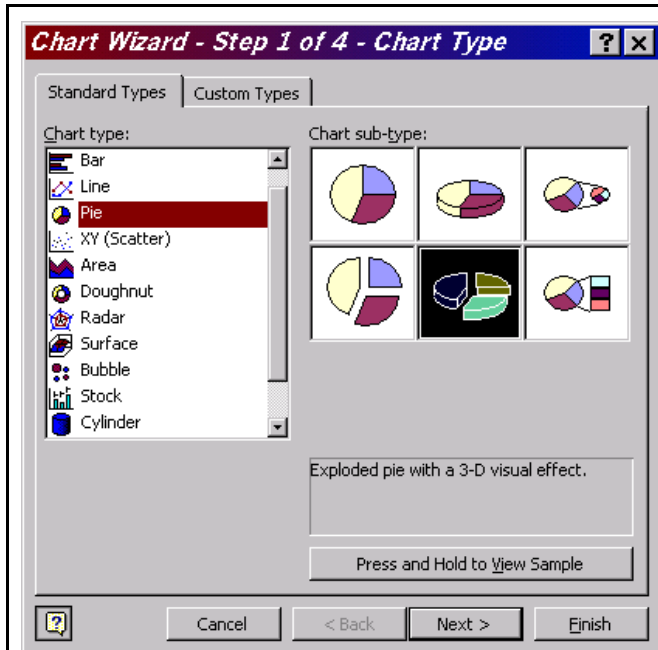 Chart Wizard - Step 1 of 4 - Chart Type ? ×
Standard Types Custom Types
Chart type:
Bar
Line
Pie
XY (Scatter)
Area
Doughnut
Radar
Surface
Bubble
Stock
Cylinder
Chart sub-type:
Exploded pie with a 3-D visual effect.
Press and Hold to View Sample
? Cancel < Back Next > Finish